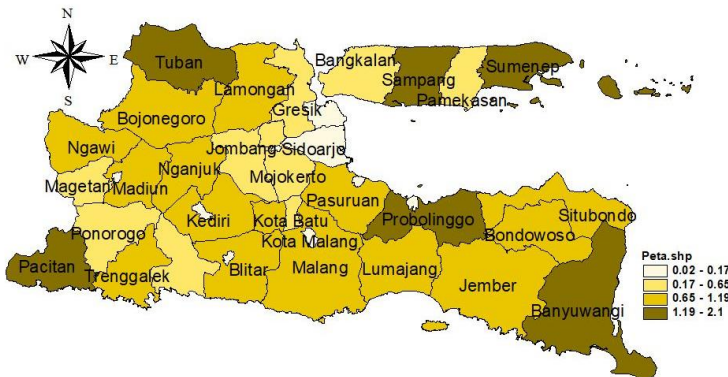 N
W E
S
Tuban
Lamongan
Bangkalan
Sampang
Sumenep
Pamekasan
Gresik
Bojonegoro
Ngawi
Nganjuk
Jombang
Sidoarjo
Mojokerto
Magetan
Madiun
Pasuruan
Kediri
Kota Batu
Probolinggo
Situbondo
Bondowoso
Ponorogo
Kota Malang
Pacitan
Trenggalek
Blitar
Malang
Lumajang
Jember
Banyuwangi
Peta.shp
0.02 - 0.17
0.17 - 0.65
0.65 - 1.19
1.19 - 2.1